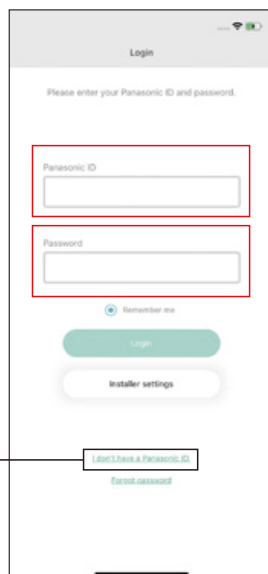 Login
Please enter your Panasonic ID and password.
Panasonic ID
Password
Remember me
Login
Installer settings
I don't have a Panasonic ID.
Forgot password